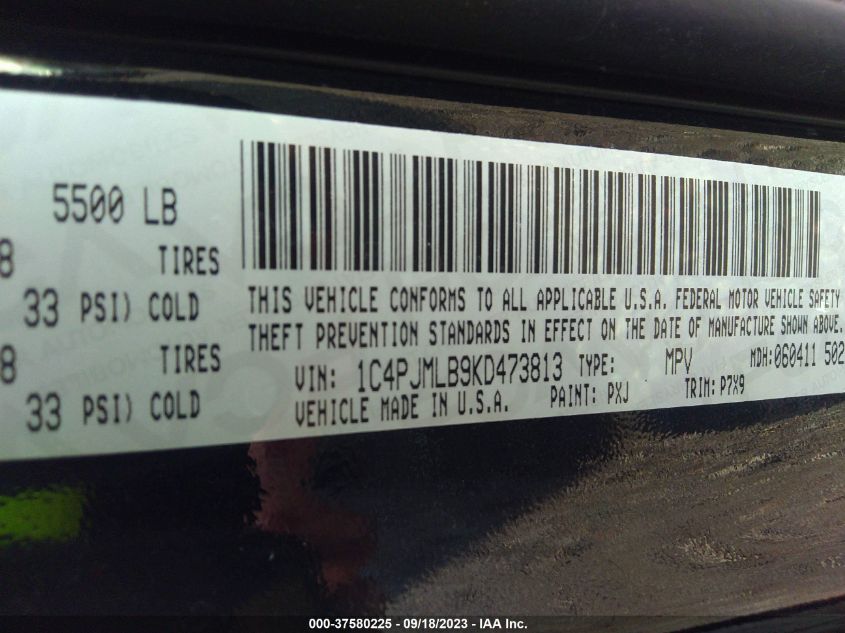 5500 LB
8 TIRES
33 PSI) COLD
8 TIRES
33 PSI) COLD
THIS VEHICLE CONFORMS TO ALL APPLICABLE U.S.A. FEDERAL MOTOR VEHICLE SAFETY
THEFT PREVENTION STANDARDS IN EFFECT ON THE DATE OF MANUFACTURE SHOWN ABOVE.
VIN: 1C4PJMLB9KD473813 TYPE: MPV MDH:060411 502
VEHICLE MADE IN U.S.A. PAINT: PXJ TRIM: P7X9
000-37580225 - 09/18/2023 - IAA Inc.